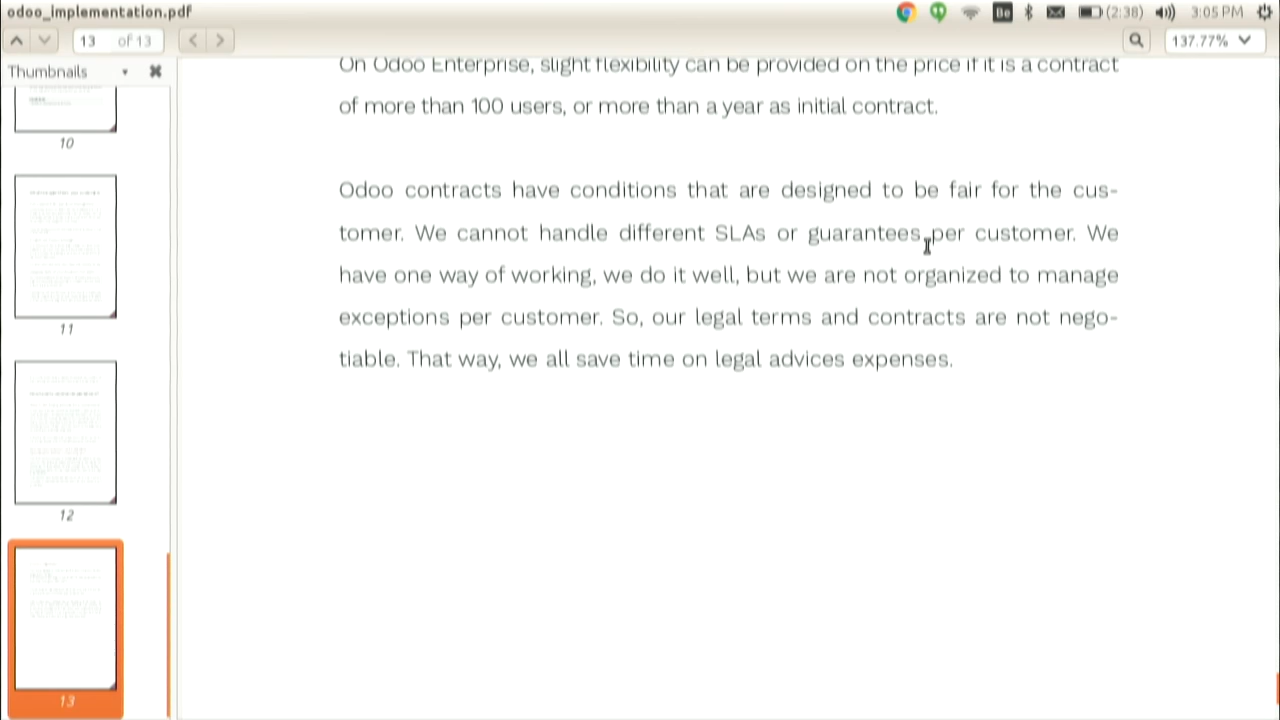 odoo_implementation.pdf
Be
(2:38)
3:05 PM
13 of 13
137.77%
Thumbnails
10
11
12
13
On Odoo Enterprise, slight flexibility can be provided on the price if it is a contract
of more than 100 users, or more than a year as initial contract.
Odoo contracts have conditions that are designed to be fair for the cus-
tomer. We cannot handle different SLAs or guarantees per customer. We
have one way of working, we do it well, but we are not organized to manage
exceptions per customer. So, our legal terms and contracts are not nego-
tiable. That way, we all save time on legal advices expenses.